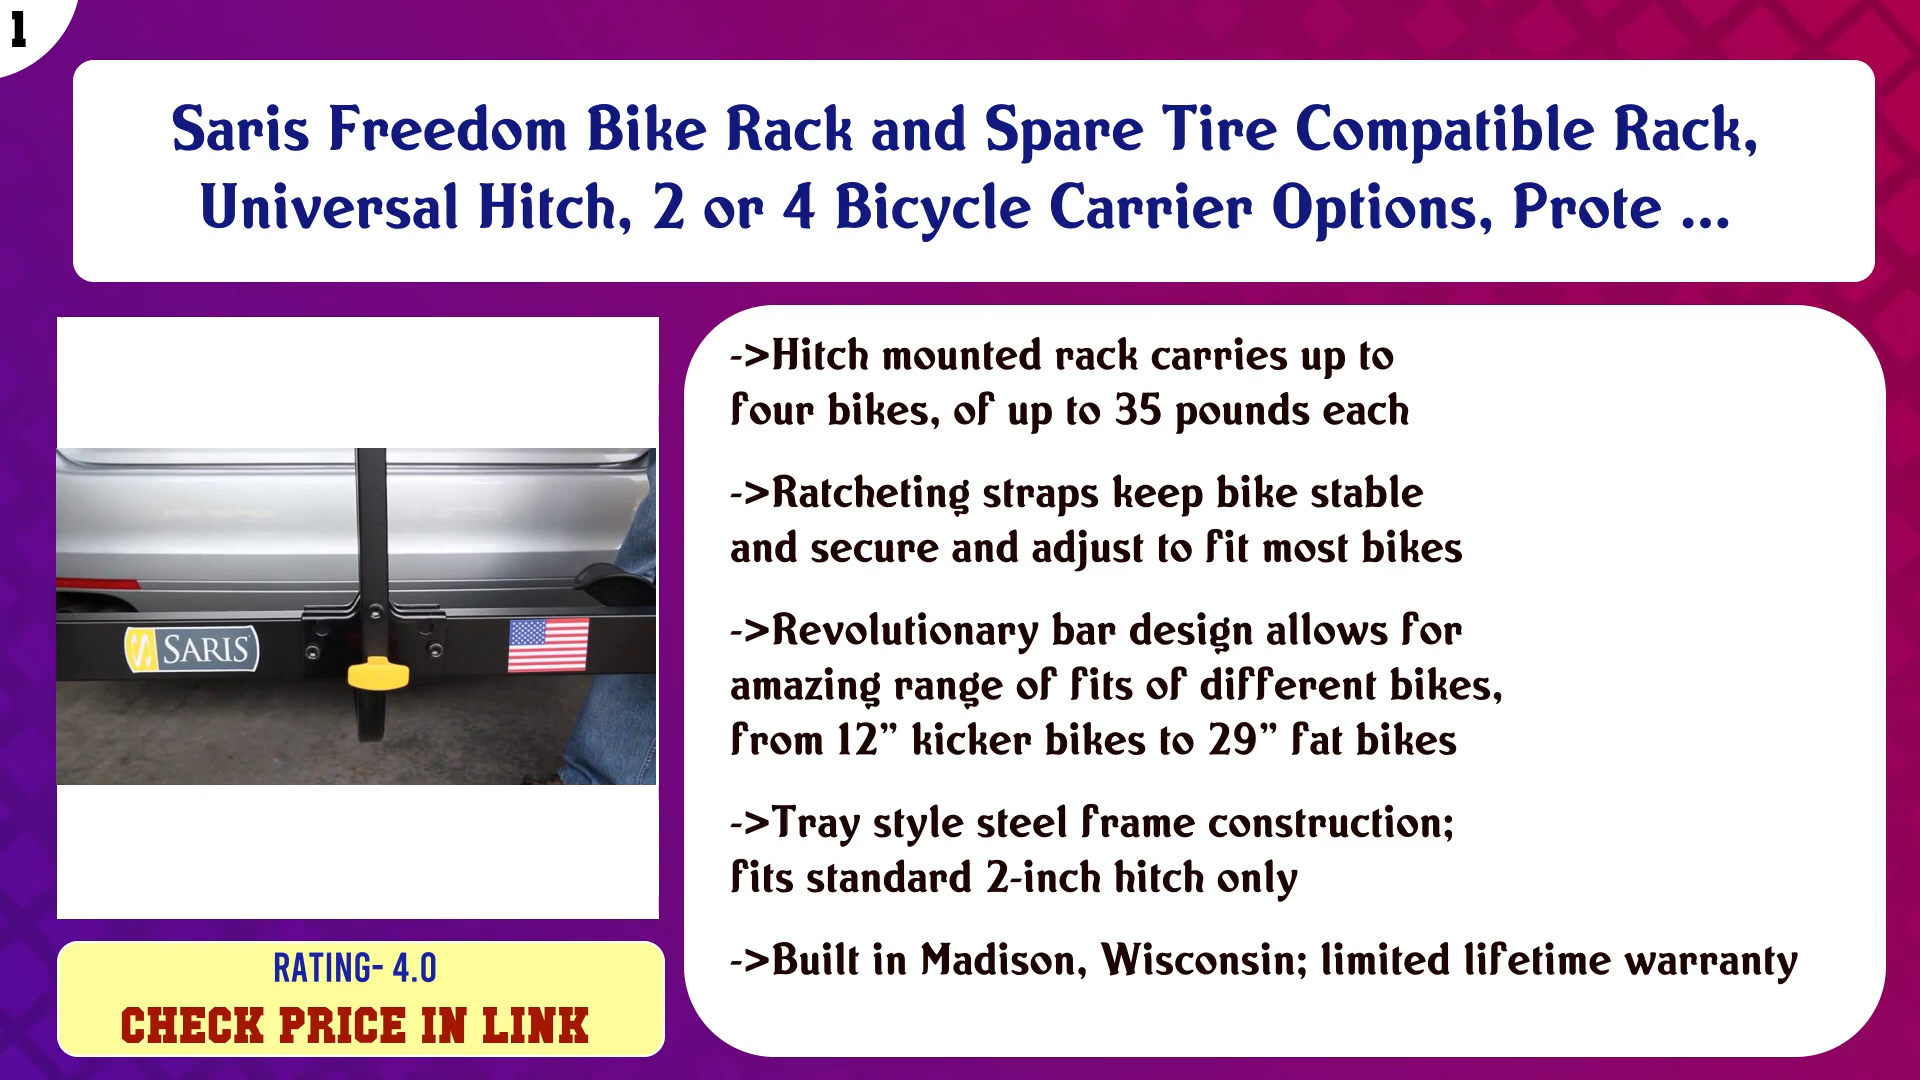 1
Saris Freedom Bike Rack and Spare Tire Compatible Rack,
Universal Hitch, 2 or 4 Bicycle Carrier Options, Prote ...
->Hitch mounted rack carries up to
four bikes, of up to 35 pounds each
->Ratcheting straps keep bike stable
and secure and adjust to fit most bikes
->Revolutionary bar design allows for
amazing range of fits of different bikes,
from 12” kicker bikes to 29” fat bikes
->Tray style steel frame construction;
fits standard 2-inch hitch only
->Built in Madison, Wisconsin; limited lifetime warranty
SARIS
RATING- 4.0
CHECK PRICE IN LINK